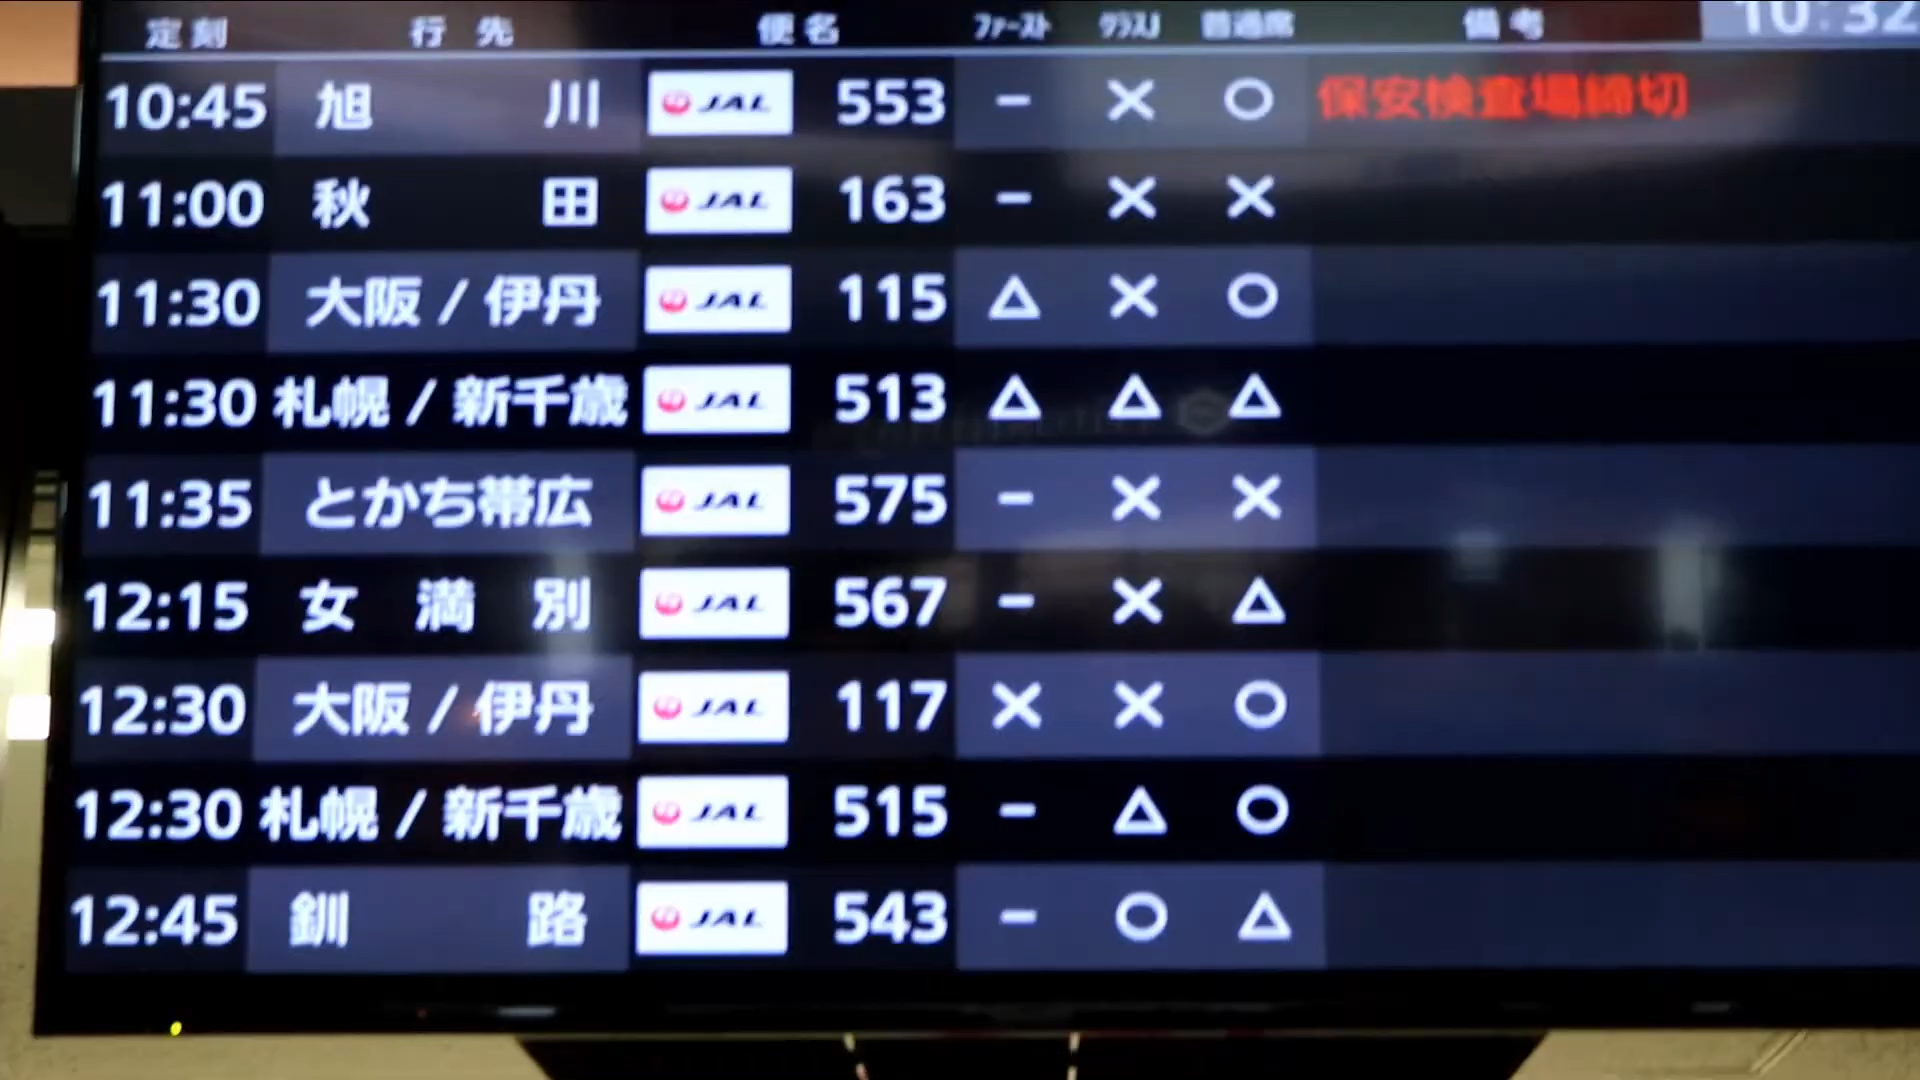 定刻 行先 便名 ファースト クラスJ 普通席 備考 10:32
10:45 旭川 JAL 553 − × ○ 保安検査場締切
11:00 秋田 JAL 163 − × ×
11:30 大阪/伊丹 JAL 115 △ × ○
11:30 札幌/新千歳 JAL 513 △ △ △
11:35 とかち帯広 JAL 575 − × ×
12:15 女満別 JAL 567 − × △
12:30 大阪/伊丹 JAL 117 × × ○
12:30 札幌/新千歳 JAL 515 − △ ○
12:45 釧路 JAL 543 − ○ △